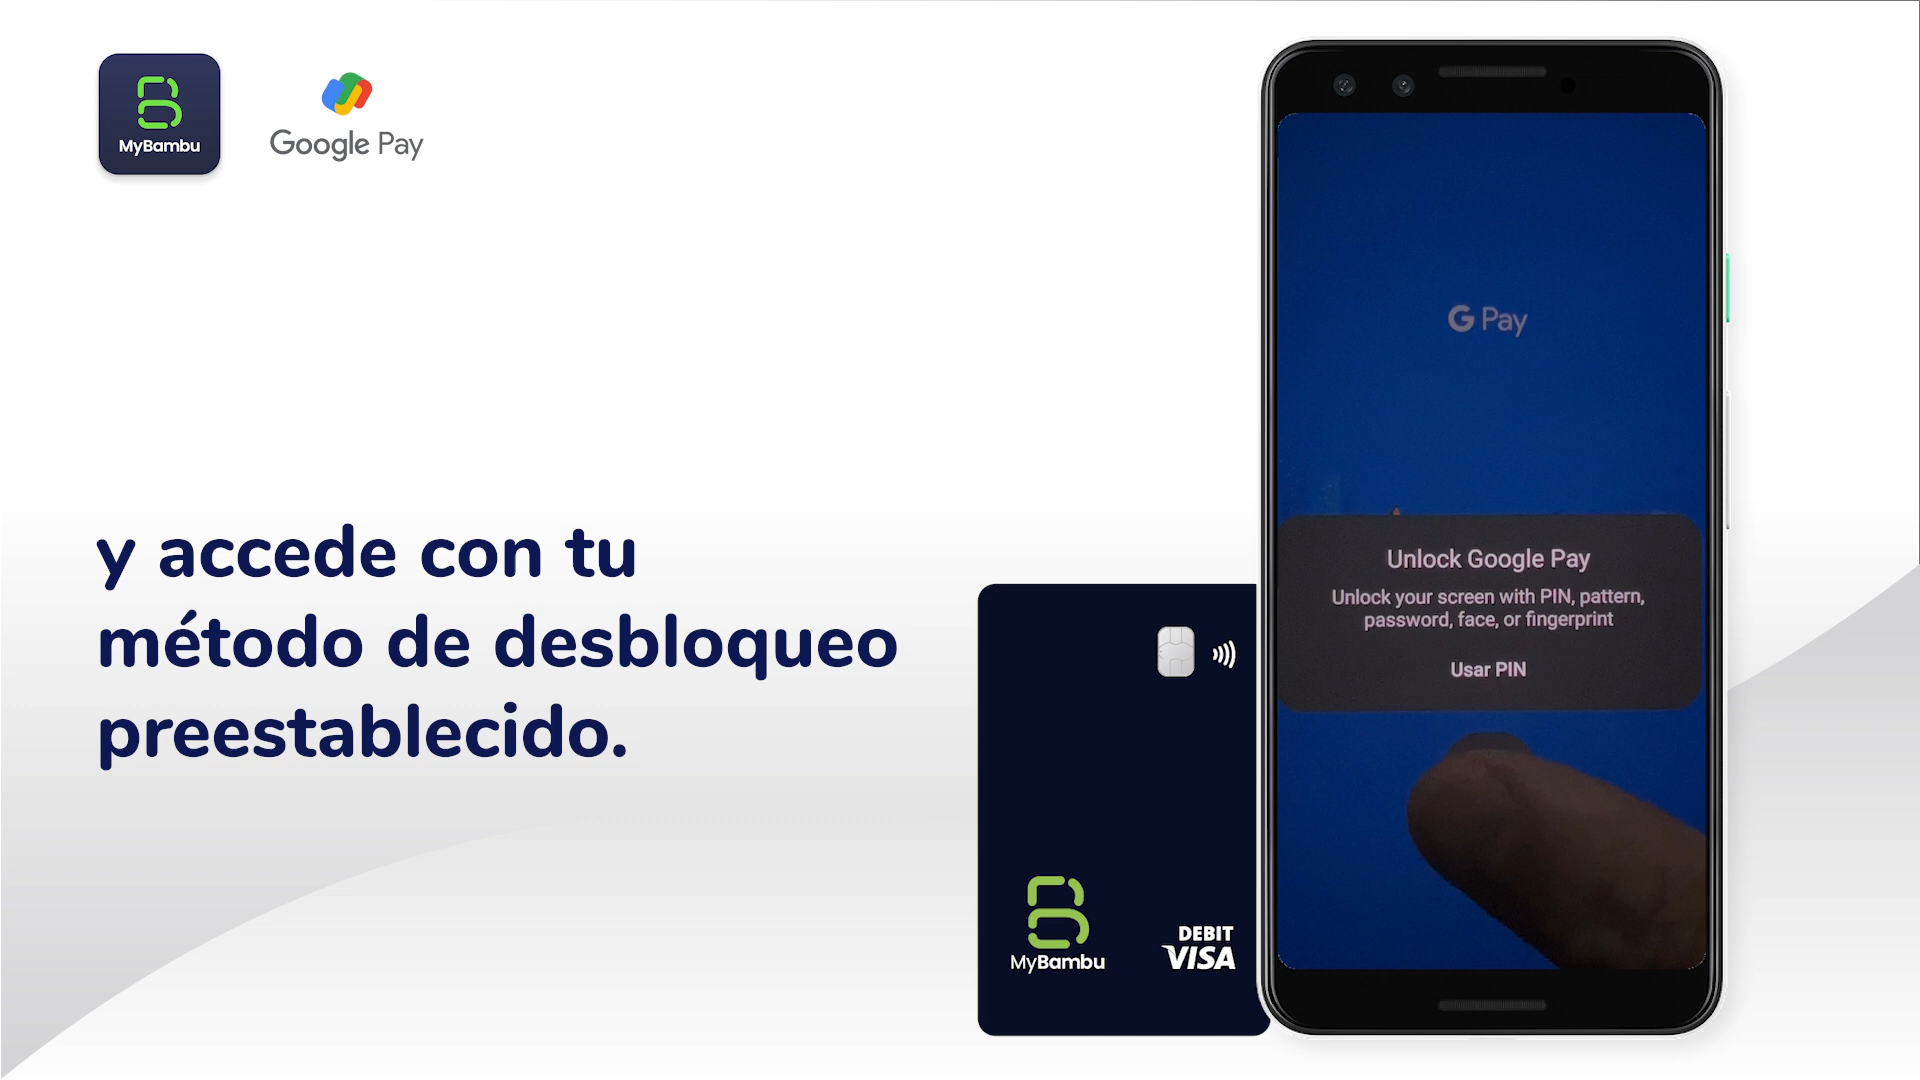 MyBambu
Google Pay
y accede con tu
método de desbloqueo
preestablecido.
G Pay
Unlock Google Pay
Unlock your screen with PIN, pattern,
password, face, or fingerprint
Usar PIN
MyBambu
DEBIT
VISA